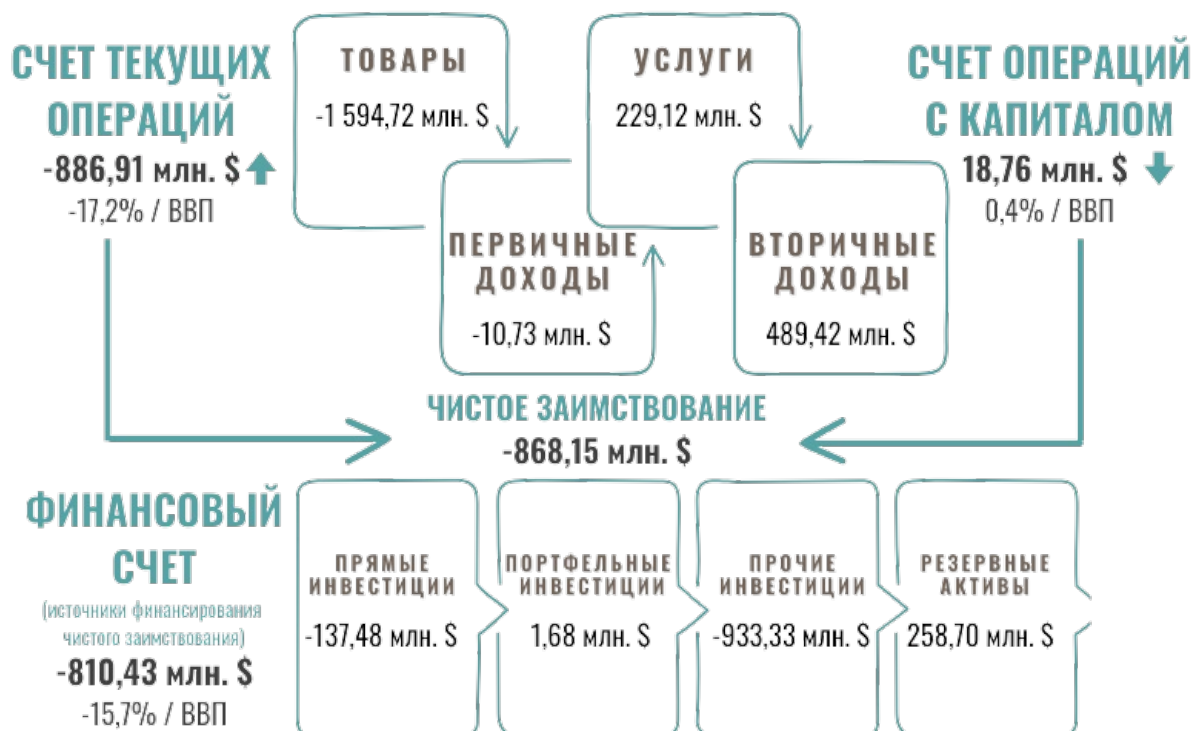 СЧЕТ ТЕКУЩИХ
ОПЕРАЦИЙ
-886,91 млн. $
-17,2% / ВВП
ТОВАРЫ
-1 594,72 млн. $
УСЛУГИ
229,12 млн. $
СЧЕТ ОПЕРАЦИЙ
С КАПИТАЛОМ
18,76 млн. $
0,4% / ВВП
ПЕРВИЧНЫЕ
ДОХОДЫ
-10,73 млн. $
ВТОРИЧНЫЕ
ДОХОДЫ
489,42 млн. $
ЧИСТОЕ ЗАИМСТВОВАНИЕ
-868,15 млн. $
ФИНАНСОВЫЙ
СЧЕТ
(источники финансирования
чистого заимствования)
-810,43 млн. $
-15,7% / ВВП
ПРЯМЫЕ
ИНВЕСТИЦИИ
-137,48 млн. $
ПОРТФЕЛЬНЫЕ
ИНВЕСТИЦИИ
1,68 млн. $
ПРОЧИЕ
ИНВЕСТИЦИИ
-933,33 млн. $
РЕЗЕРВНЫЕ
АКТИВЫ
258,70 млн. $